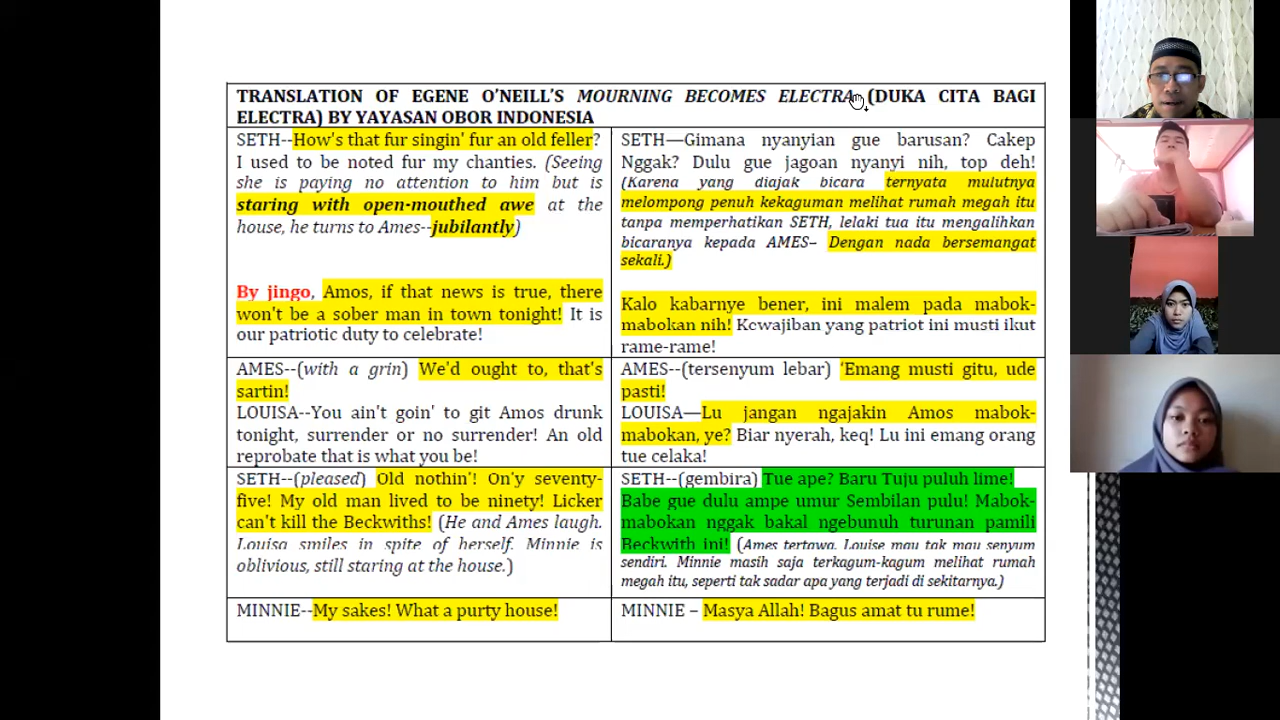 TRANSLATION OF EGENE O'NEILL'S MOURNING BECOMES ELECTRA (DUKA CITA BAGI
ELECTRA) BY YAYASAN OBOR INDONESIA
SETH--How's that fur singin' fur an old feller?
I used to be noted fur my chanties. (Seeing
she is paying no attention to him but is
staring with open-mouthed awe at the
house, he turns to Ames--jubilantly)
By jingo, Amos, if that news is true, there
won't be a sober man in town tonight! It is
our patriotic duty to celebrate!
SETH—Gimana nyanyian gue barusan? Cakep
Nggak? Dulu gue jagoan nyanyi nih, top deh!
(Karena yang diajak bicara ternyata mulutnya
melompong penuh kekaguman melihat rumah megah itu
tanpa memperhatikan SETH, lelaki tua itu mengalihkan
bicaranya kepada AMES– Dengan nada bersemangat
sekali.)
Kalo kabarnye bener, ini malem pada mabok-
mabokan nih! Kewajiban yang patriot ini musti ikut
rame-rame!
AMES--(with a grin) We'd ought to, that's
sartin!
LOUISA--You ain't goin' to git Amos drunk
tonight, surrender or no surrender! An old
reprobate that is what you be!
AMES—(tersenyum lebar) 'Emang musti gitu, ude
pasti!
LOUISA—Lu jangan ngajakin Amos mabok-
mabokan, ye? Biar nyerah, keq! Lu ini emang orang
tue celaka!
SETH--(pleased) Old nothin'! On'y seventy-
five! My old man lived to be ninety! Licker
can't kill the Beckwiths! (He and Ames laugh.
Louisa smiles in spite of herself. Minnie is
oblivious, still staring at the house.)
SETH—(gembira) Tue ape? Baru Tuju puluh lime!
Babe gue dulu ampe umur Sembilan pulu! Mabok-
mabokan nggak bakal ngebunuh turunan pamili
Beckwith ini! (Ames tertawa. Louise mau tak mau senyum
sendiri. Minnie masih saja terkagum-kagum melihat rumah
megah itu, seperti tak sadar apa yang terjadi di sekitarnya.)
MINNIE--My sakes! What a purty house!
MINNIE – Masya Allah! Bagus amat tu rume!